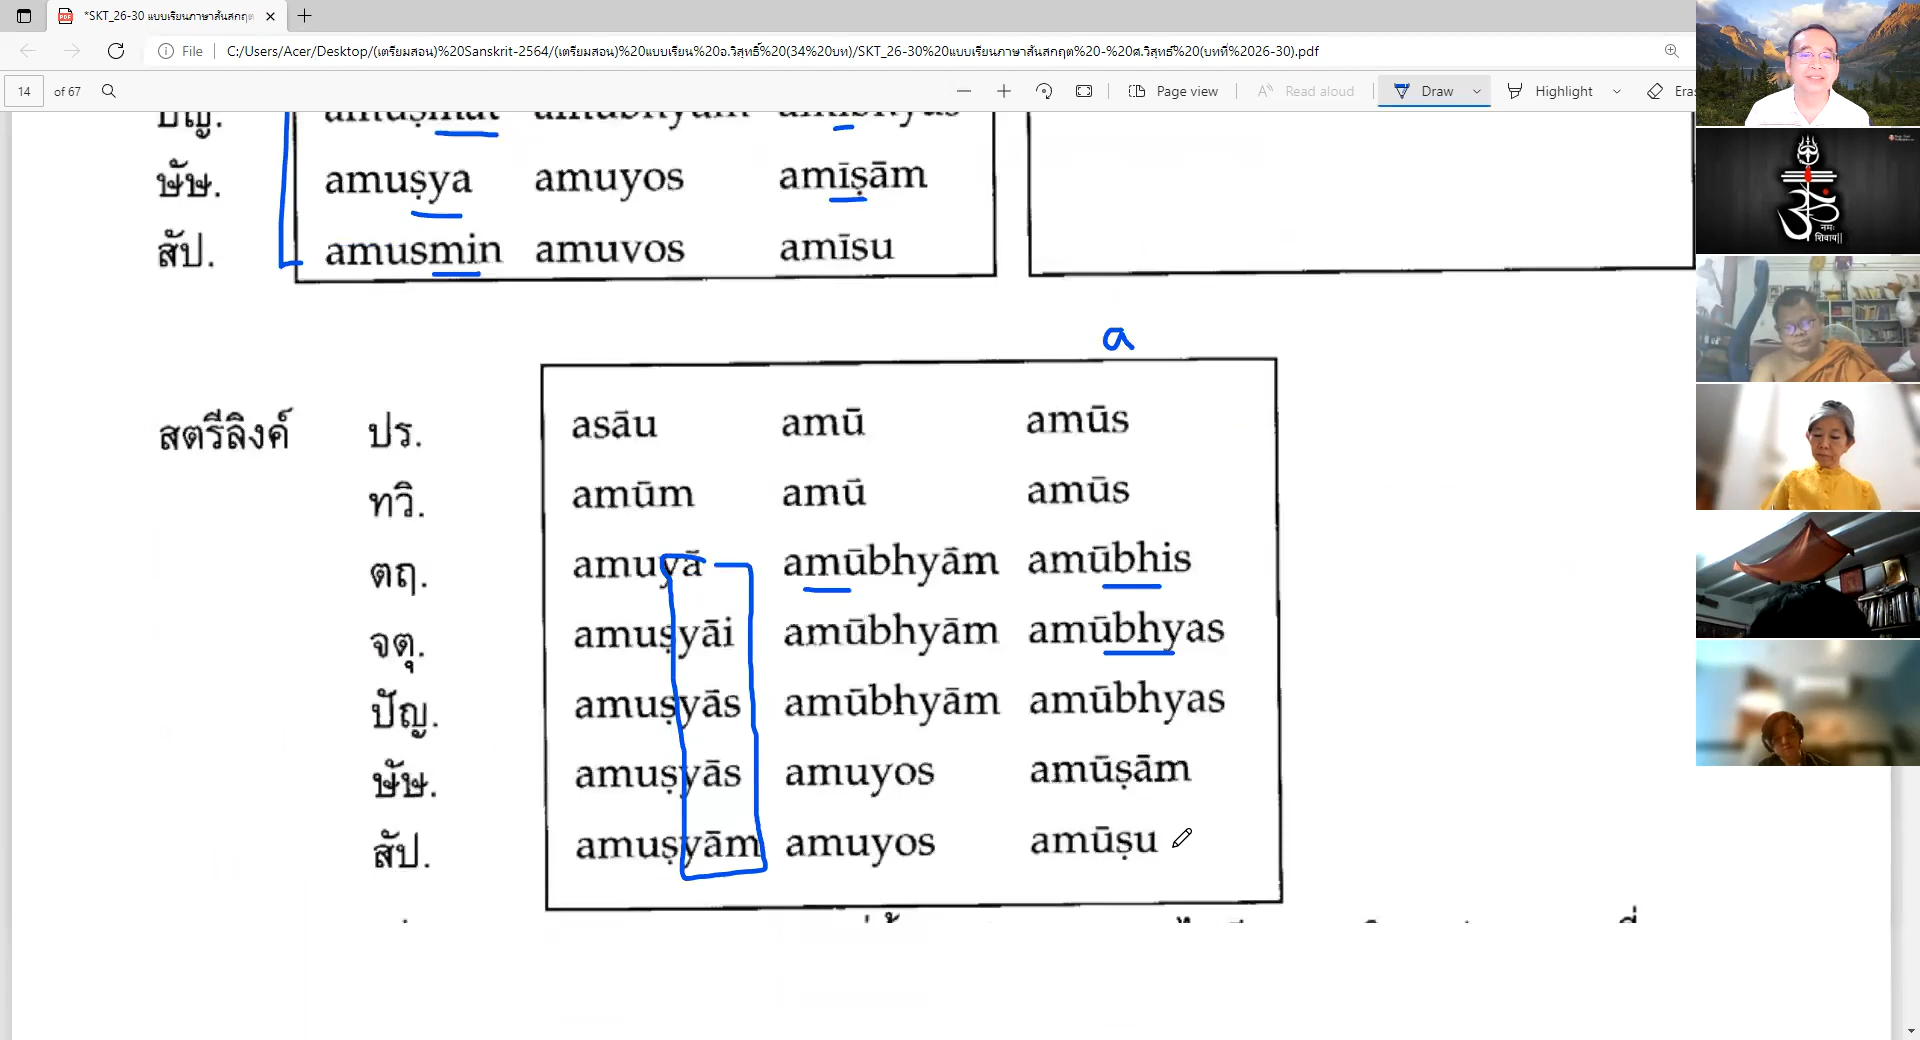 *SKT_26-30 แบบเรียนภาษาสันสกฤต
File C:/Users/Acer/Desktop/(เตรียมสอน)%20Sanskrit-2564/(เตรียมสอน)%20แบบเรียน%20อ.วิสุทธิ์%20(34%20บท)/SKT_26-30%20แบบเรียนภาษาสันสกฤต%20-%20ศ.วิสุทธ์%20(บทที่%2026-30).pdf
14 of 67 Page view Read aloud Draw Highlight Eras
ปัญ. amuṣmāt amūbhyām amībhyas
ษัษ. amuṣya amuyos amīṣām
สัป. amusmin amuvos amīsu
a
สตรีลิงค์ ปร. asāu amū amūs
ทวิ. amūm amū amūs
ตฤ. amuyā amūbhyām amūbhis
จตุ. amuṣyāi amūbhyām amūbhyas
ปัญ. amuṣyās amūbhyām amūbhyas
ษัษ. amuṣyās amuyos amūṣām
สัป. amuṣyām amuyos amūṣu
ॐ
नमः
शिवाय||